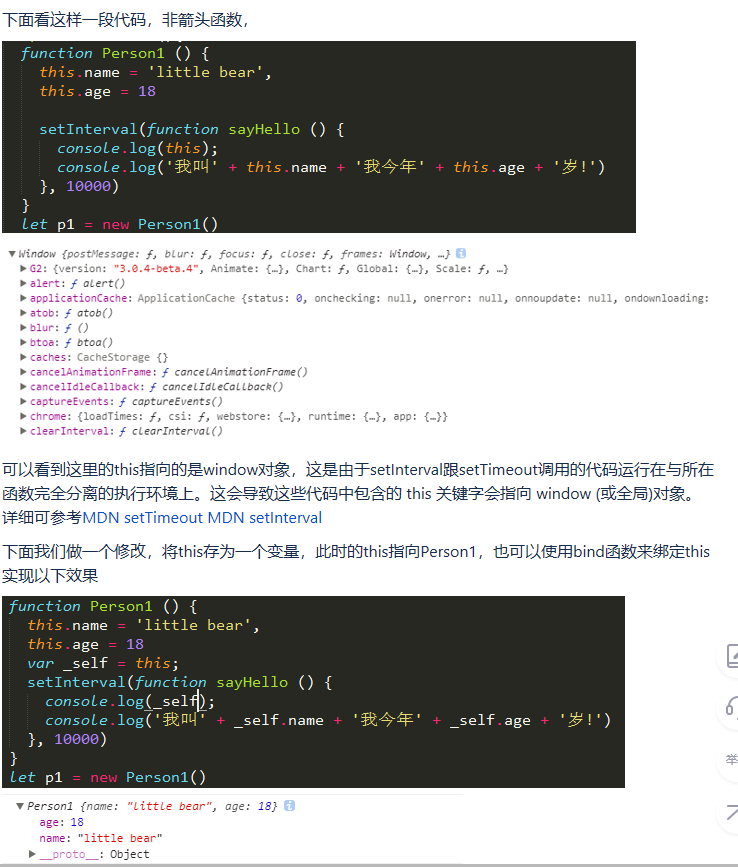 下面看这样一段代码，非箭头函数，
function Person1 () {
this.name = 'little bear',
this.age = 18
setInterval(function sayHello () {
console.log(this);
console.log('我叫' + this.name + '我今年' + this.age + '岁!')
}, 10000)
}
let p1 = new Person1()
▼Window {postMessage: ƒ, blur: ƒ, focus: ƒ, close: ƒ, frames: Window, …} i
▶G2: {version: "3.0.4-beta.4", Animate: {…}, Chart: ƒ, Global: {…}, Scale: ƒ, …}
▶alert: ƒ alert()
▶applicationCache: ApplicationCache {status: 0, onchecking: null, onerror: null, onnoupdate: null, ondownloading:
▶atob: ƒ atob()
▶blur: ƒ ()
▶btoa: ƒ btoa()
▶caches: CacheStorage {}
▶cancelAnimationFrame: ƒ cancelAnimationFrame()
▶cancelIdleCallback: ƒ cancelIdleCallback()
▶captureEvents: ƒ captureEvents()
▶chrome: {loadTimes: ƒ, csi: ƒ, webstore: {…}, runtime: {…}, app: {…}}
▶clearInterval: ƒ clearInterval()
可以看到这里的this指向的是window对象，这是由于setInterval跟setTimeout调用的代码运行在与所在
函数完全分离的执行环境上。这会导致这些代码中包含的 this 关键字会指向 window (或全局)对象。
详细可参考MDN setTimeout MDN setInterval
下面我们做一个修改，将this存为一个变量，此时的this指向Person1，也可以使用bind函数来绑定this
实现以下效果
function Person1 () {
this.name = 'little bear',
this.age = 18
var _self = this;
setInterval(function sayHello () {
console.log(_self);
console.log('我叫' + _self.name + '我今年' + _self.age + '岁!')
}, 10000)
}
let p1 = new Person1()
举
▼Person1 {name: "little bear", age: 18} i
age: 18
name: "little bear"
▶__proto__: Object